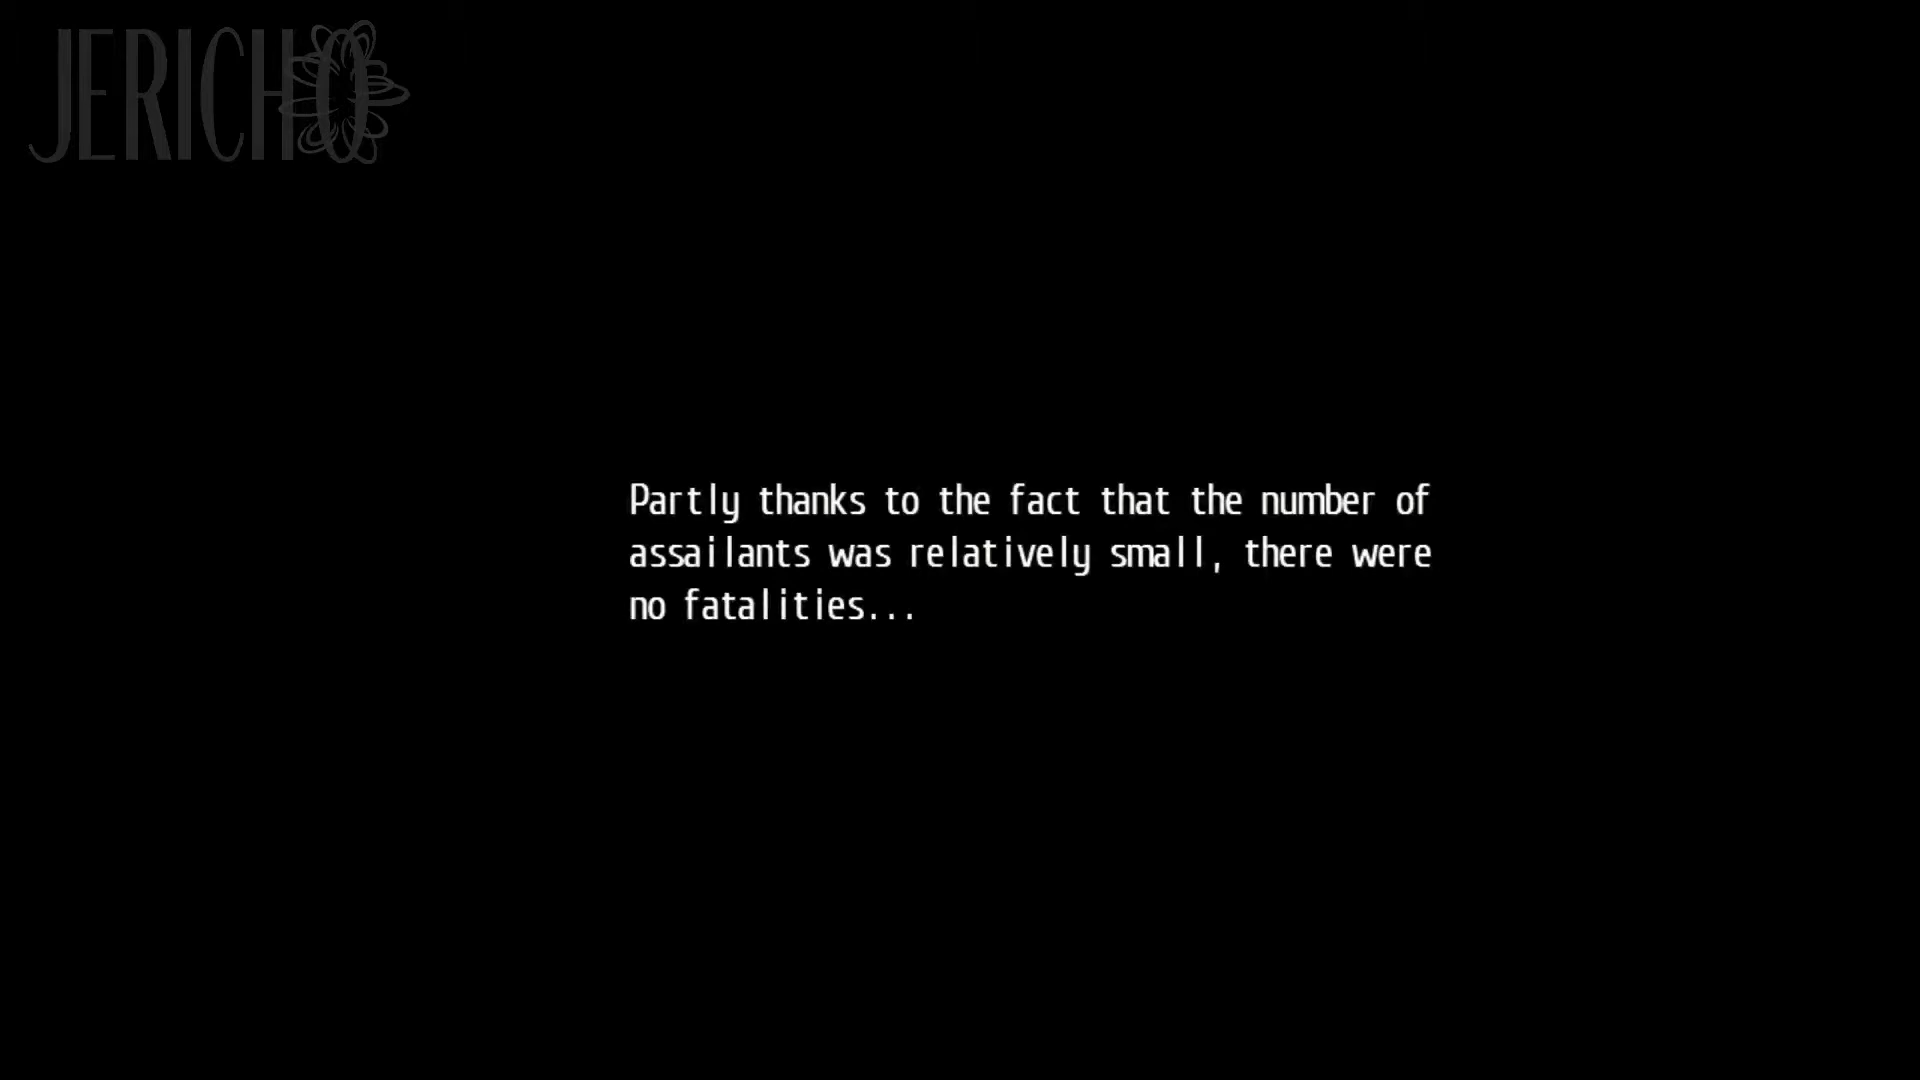 JERICHO
Partly thanks to the fact that the number of
assailants was relatively small, there were
no fatalities...